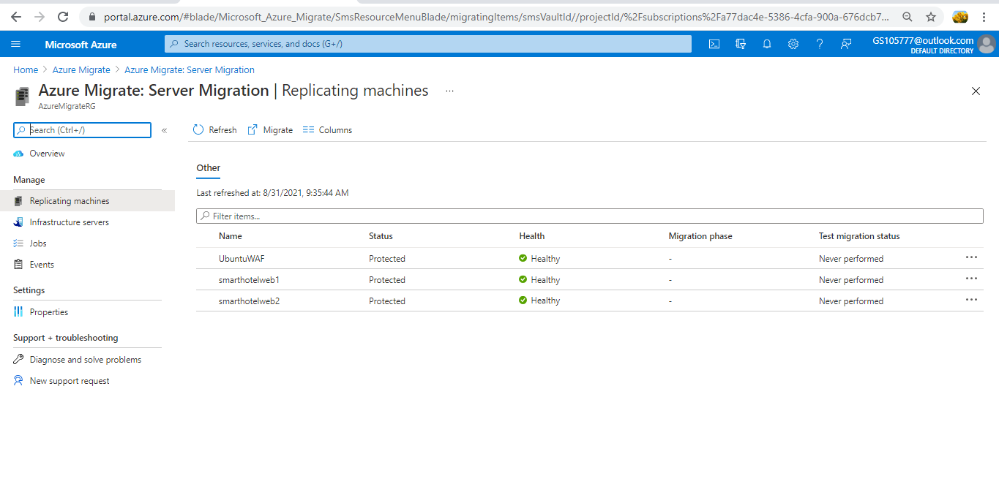 portal.azure.com/#blade/Microsoft_Azure_Migrate/SmsResourceMenuBlade/migratingItems/smsVaultId//projectId/%2Fsubscriptions%2Fa77dac4e-5386-4cfa-900a-676dcb7...
Microsoft Azure
Search resources, services, and docs (G+/)
GS105777@outlook.com
DEFAULT DIRECTORY
Home > Azure Migrate > Azure Migrate: Server Migration
Azure Migrate: Server Migration | Replicating machines ...
AzureMigrateRG
Search (Ctrl+/) «
Refresh Migrate Columns
Overview
Manage
Replicating machines
Infrastructure servers
Jobs
Events
Settings
Properties
Support + troubleshooting
Diagnose and solve problems
New support request
Other
Last refreshed at: 8/31/2021, 9:35:44 AM
Filter items...
Name Status Health Migration phase Test migration status
UbuntuWAF Protected Healthy - Never performed ...
smarthotelweb1 Protected Healthy - Never performed ...
smarthotelweb2 Protected Healthy - Never performed ...